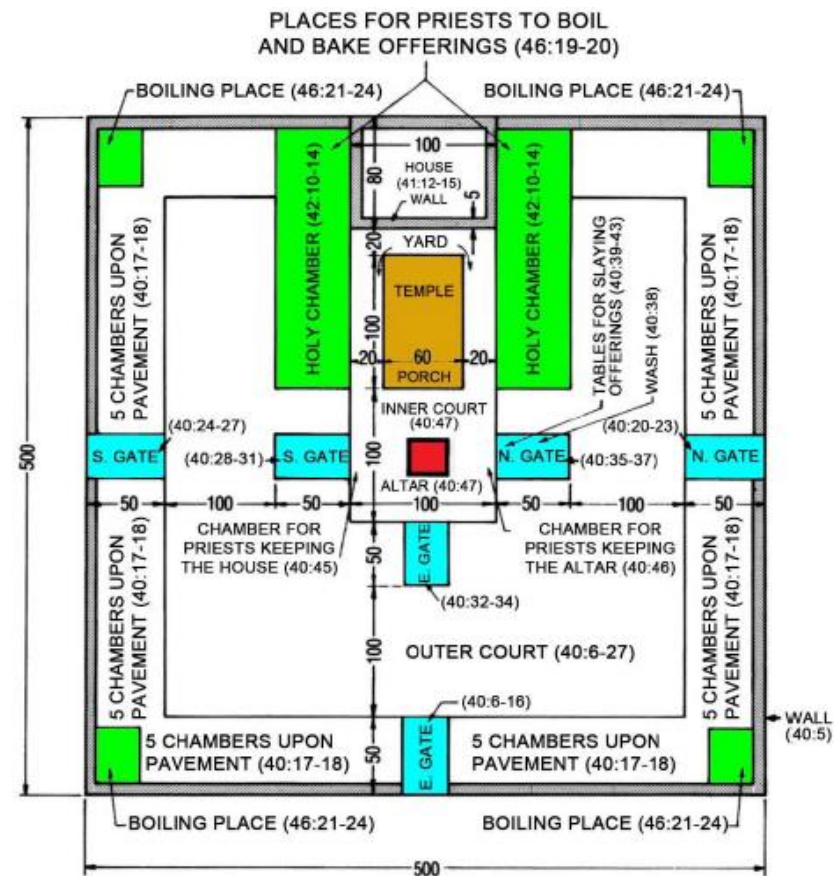 PLACES FOR PRIESTS TO BOIL
AND BAKE OFFERINGS (46:19-20)
BOILING PLACE (46:21-24)
BOILING PLACE (46:21-24)
100
HOUSE
(41:12-15)
WALL
5
80
HOLY CHAMBER (42:10-14)
HOLY CHAMBER (42:10-14)
5 CHAMBERS UPON
PAVEMENT (40:17-18)
5 CHAMBERS UPON
PAVEMENT (40:17-18)
20
YARD
TEMPLE
100
20
60
20
PORCH
TABLES FOR SLAYING
OFFERINGS (40:39-43)
WASH (40:38)
INNER COURT
(40:47)
(40:24-27)
(40:20-23)
500
S. GATE
(40:28-31)
S. GATE
100
N. GATE
(40:35-37)
N. GATE
ALTAR (40:47)
50
100
50
100
50
100
50
CHAMBER FOR
PRIESTS KEEPING
THE HOUSE (40:45)
CHAMBER FOR
PRIESTS KEEPING
THE ALTAR (40:46)
50
E. GATE
(40:32-34)
5 CHAMBERS UPON
PAVEMENT (40:17-18)
5 CHAMBERS UPON
PAVEMENT (40:17-18)
100
OUTER COURT (40:6-27)
(40:6-16)
WALL
(40:5)
5 CHAMBERS UPON
PAVEMENT (40:17-18)
50
E. GATE
5 CHAMBERS UPON
PAVEMENT (40:17-18)
BOILING PLACE (46:21-24)
BOILING PLACE (46:21-24)
500